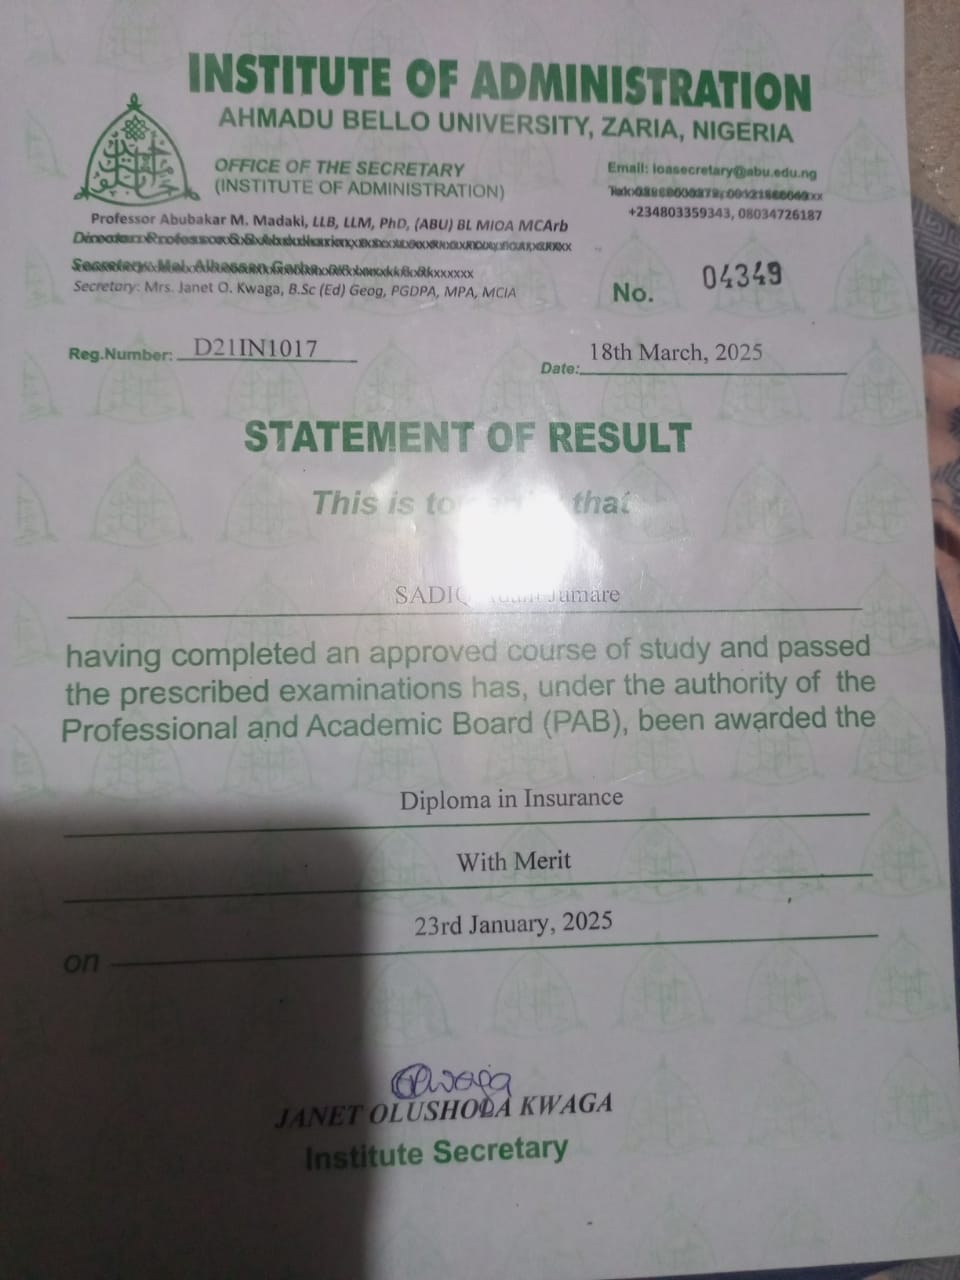 INSTITUTE OF ADMINISTRATION
AHMADU BELLO UNIVERSITY, ZARIA, NIGERIA
OFFICE OF THE SECRETARY
(INSTITUTE OF ADMINISTRATION)
Email: ioasecretary@abu.edu.ng
+234803359343, 08034726187
Professor Abubakar M. Madaki, LLB, LLM, PhD, (ABU) BL MIOA MCArb
Secretary: Mrs. Janet O. Kwaga, B.Sc (Ed) Geog, PGDPA, MPA, MCIA
No. 04349
Reg.Number: D21IN1017
Date: 18th March, 2025
STATEMENT OF RESULT
This is to that
Jamare
having completed an approved course of study and passed
the prescribed examinations has, under the authority of the
Professional and Academic Board (PAB), been awarded the
Diploma in Insurance
With Merit
on 23rd January, 2025
JANET OLUSHOLA KWAGA
Institute Secretary